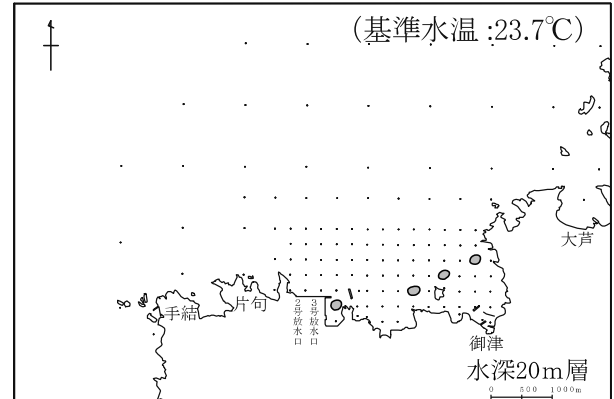 (基準水温:23.7℃)
大芦
手結
片句
2号放水口
3号放水口
御津
水深20m層
0 500 1000m